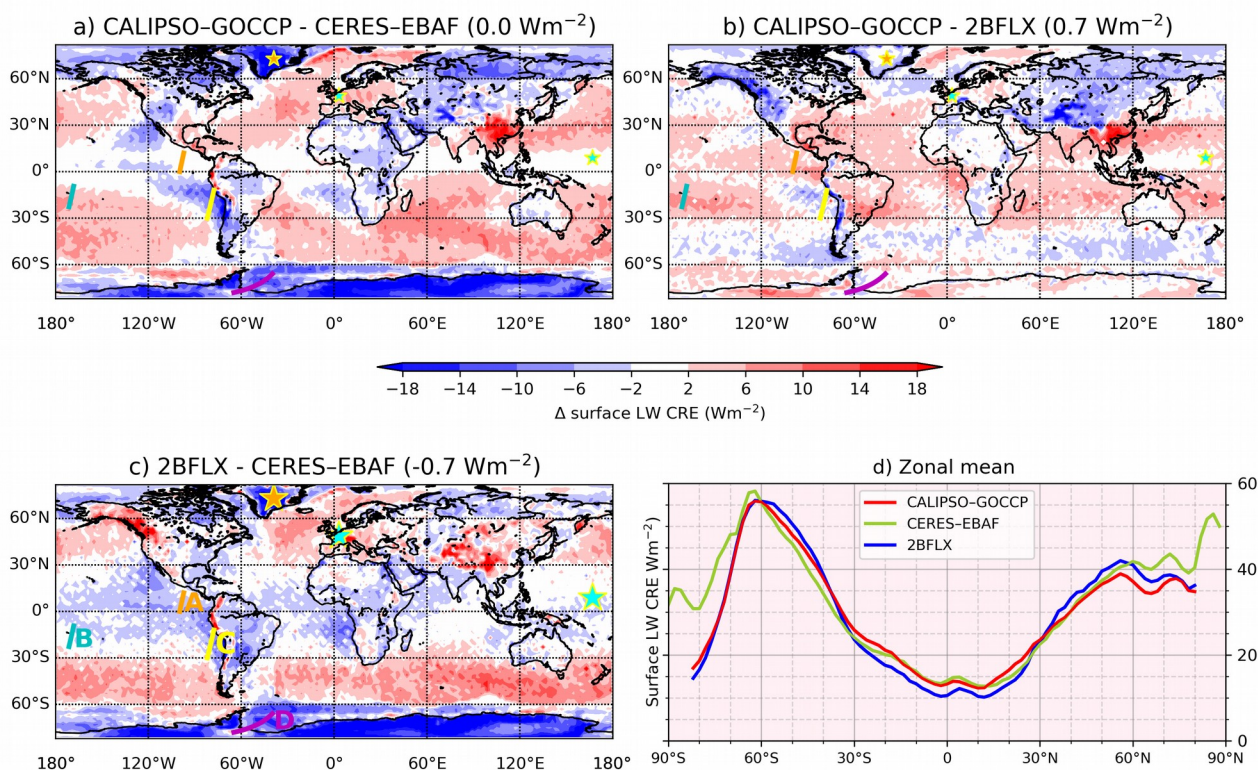 a) CALIPSO–GOCCP - CERES–EBAF (0.0 Wm−2)
b) CALIPSO–GOCCP - 2BFLX (0.7 Wm−2)
60°N
30°N
0°
30°S
60°S
180° 120°W 60°W 0° 60°E 120°E 180°
60°N
30°N
0°
30°S
60°S
180° 120°W 60°W 0° 60°E 120°E 180°
−18 −14 −10 −6 −2 2 6 10 14 18
Δ surface LW CRE (Wm−2)
c) 2BFLX - CERES–EBAF (-0.7 Wm−2)
60°N
30°N
0°
30°S
60°S
A
B
C
D
180° 120°W 60°W 0° 60°E 120°E 180°
d) Zonal mean
CALIPSO–GOCCP
CERES–EBAF
2BFLX
Surface LW CRE Wm−2)
60
40
20
0
90°S 60°S 30°S 0°N 30°N 60°N 90°N